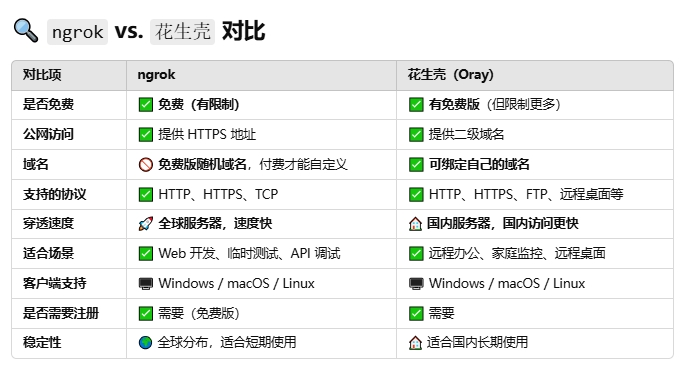 🔍 ngrok vs. 花生壳 对比
对比项 ngrok 花生壳（Oray）
是否免费 ✅ 免费（有限制） ✅ 有免费版（但限制更多）
公网访问 ✅ 提供 HTTPS 地址 ✅ 提供二级域名
域名 🚫 免费版随机域名，付费才能自定义 ✅ 可绑定自己的域名
支持的协议 ✅ HTTP、HTTPS、TCP ✅ HTTP、HTTPS、FTP、远程桌面等
穿透速度 🚀 全球服务器，速度快 🏠 国内服务器，国内访问更快
适合场景 ✅ Web 开发、临时测试、API 调试 ✅ 远程办公、家庭监控、远程桌面
客户端支持 🖥️ Windows / macOS / Linux 🖥️ Windows / macOS / Linux
是否需要注册 ✅ 需要（免费版） ✅ 需要
稳定性 🌍 全球分布，适合短期使用 🏠 适合国内长期使用